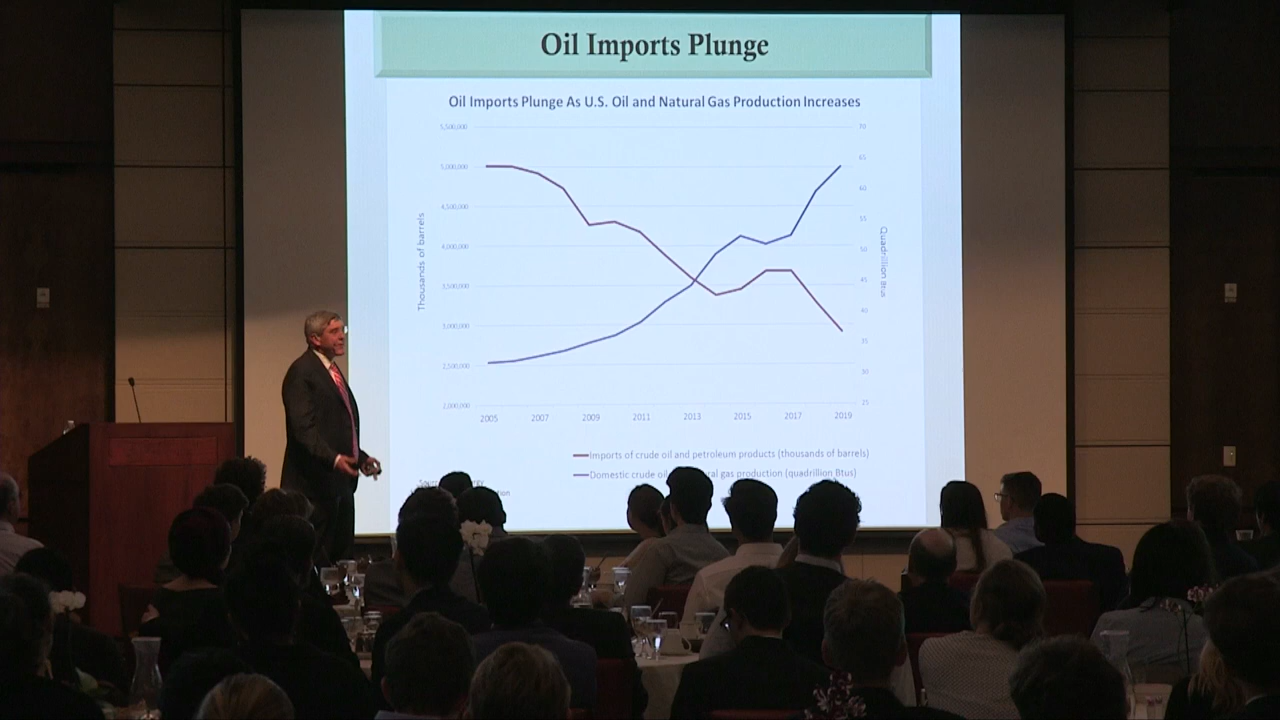 Oil Imports Plunge
Oil Imports Plunge As U.S. Oil and Natural Gas Production Increases
5,500,000
5,000,000
4,500,000
4,000,000
3,500,000
3,000,000
2,500,000
2,000,000
Thousands of barrels
70
65
60
55
50
45
40
35
30
25
Quadrillion Btus
2005 2007 2009 2011 2013 2015 2017 2019
Imports of crude oil and petroleum products (thousands of barrels)
Domestic crude oil gas production (quadrillion Btus)